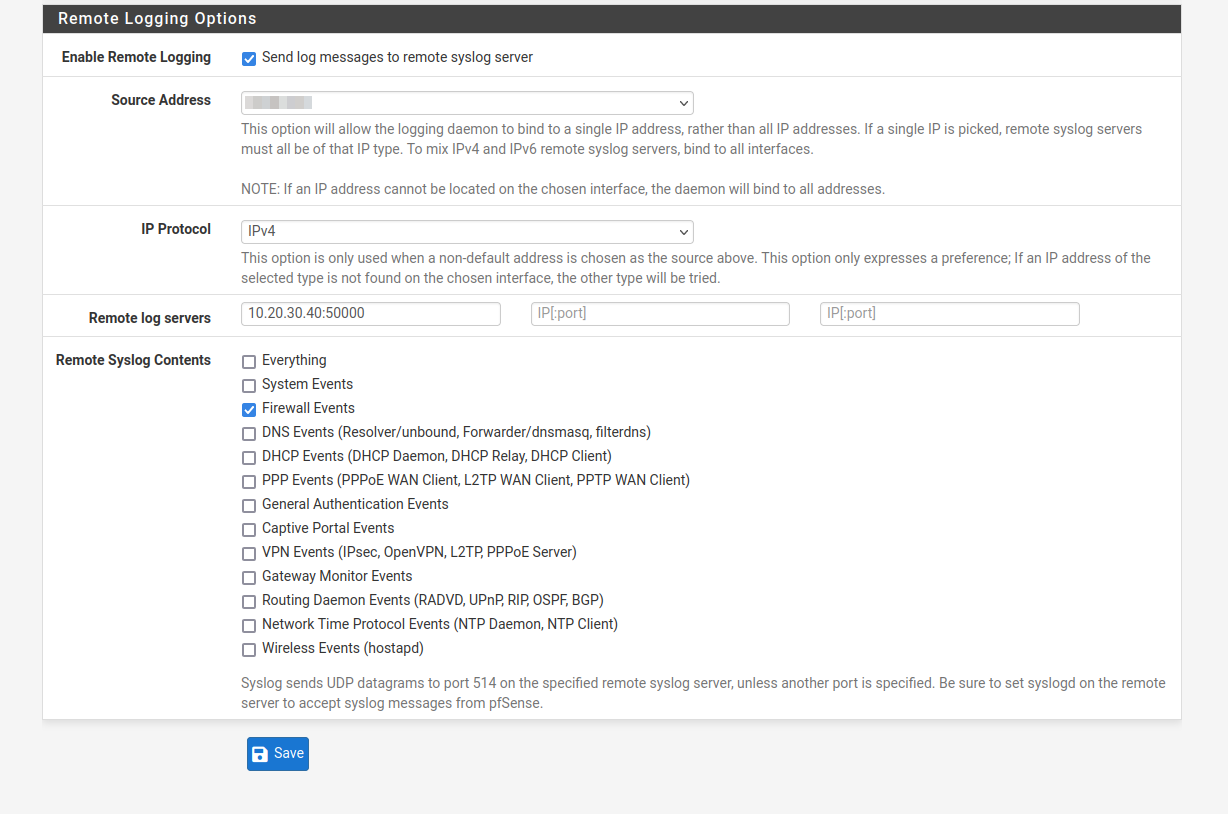 Remote Logging Options
Enable Remote Logging
Send log messages to remote syslog server
Source Address
This option will allow the logging daemon to bind to a single IP address, rather than all IP addresses. If a single IP is picked, remote syslog servers
must all be of that IP type. To mix IPv4 and IPv6 remote syslog servers, bind to all interfaces.
NOTE: If an IP address cannot be located on the chosen interface, the daemon will bind to all addresses.
IP Protocol
IPv4
This option is only used when a non-default address is chosen as the source above. This option only expresses a preference; If an IP address of the
selected type is not found on the chosen interface, the other type will be tried.
Remote log servers
10.20.30.40:50000
IP[:port]
IP[:port]
Remote Syslog Contents
Everything
System Events
Firewall Events
DNS Events (Resolver/unbound, Forwarder/dnsmasq, filterdns)
DHCP Events (DHCP Daemon, DHCP Relay, DHCP Client)
PPP Events (PPPoE WAN Client, L2TP WAN Client, PPTP WAN Client)
General Authentication Events
Captive Portal Events
VPN Events (IPsec, OpenVPN, L2TP, PPPoE Server)
Gateway Monitor Events
Routing Daemon Events (RADVD, UPnP, RIP, OSPF, BGP)
Network Time Protocol Events (NTP Daemon, NTP Client)
Wireless Events (hostapd)
Syslog sends UDP datagrams to port 514 on the specified remote syslog server, unless another port is specified. Be sure to set syslogd on the remote
server to accept syslog messages from pfSense.
Save